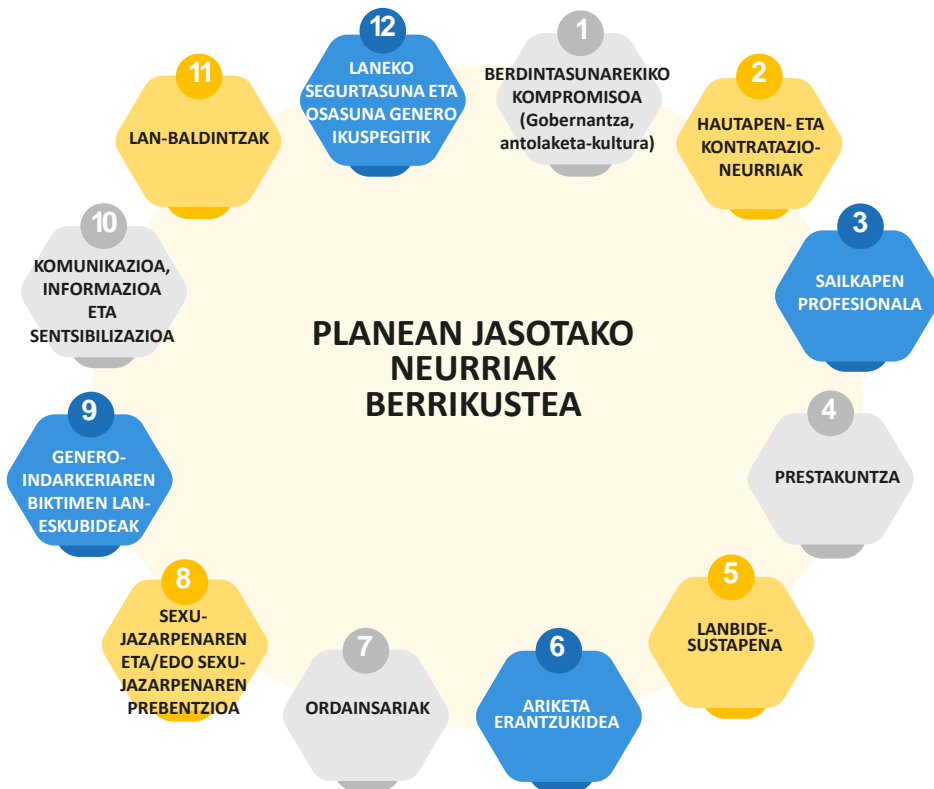 PLANEAN JASOTAKO
NEURRIAK
BERRIKUSTEA
1
BERDINTASUNAREKIKO
KOMPROMISOA
(Gobernantza,
antolaketa-kultura)
2
HAUTAPEN- ETA
KONTRATAZIO-
NEURRIAK
3
SAILKAPEN
PROFESIONALA
4
PRESTAKUNTZA
5
LANBIDE-
SUSTAPENA
6
ARIKETA
ERANTZUKIDEA
7
ORDAINSARIAK
8
SEXU-
JAZARPENAREN
ETA/EDO SEXU-
JAZARPENAREN
PREBENTZIOA
9
GENERO-
INDARKERIAREN
BIKTIMEN LAN-
ESKUBIDEAK
10
KOMUNIKAZIOA,
INFORMAZIOA
ETA
SENTSIBILIZAZIOA
11
LAN-BALDINTZAK
12
LANEKO
SEGURTASUNA ETA
OSASUNA GENERO
IKUSPEGITIK